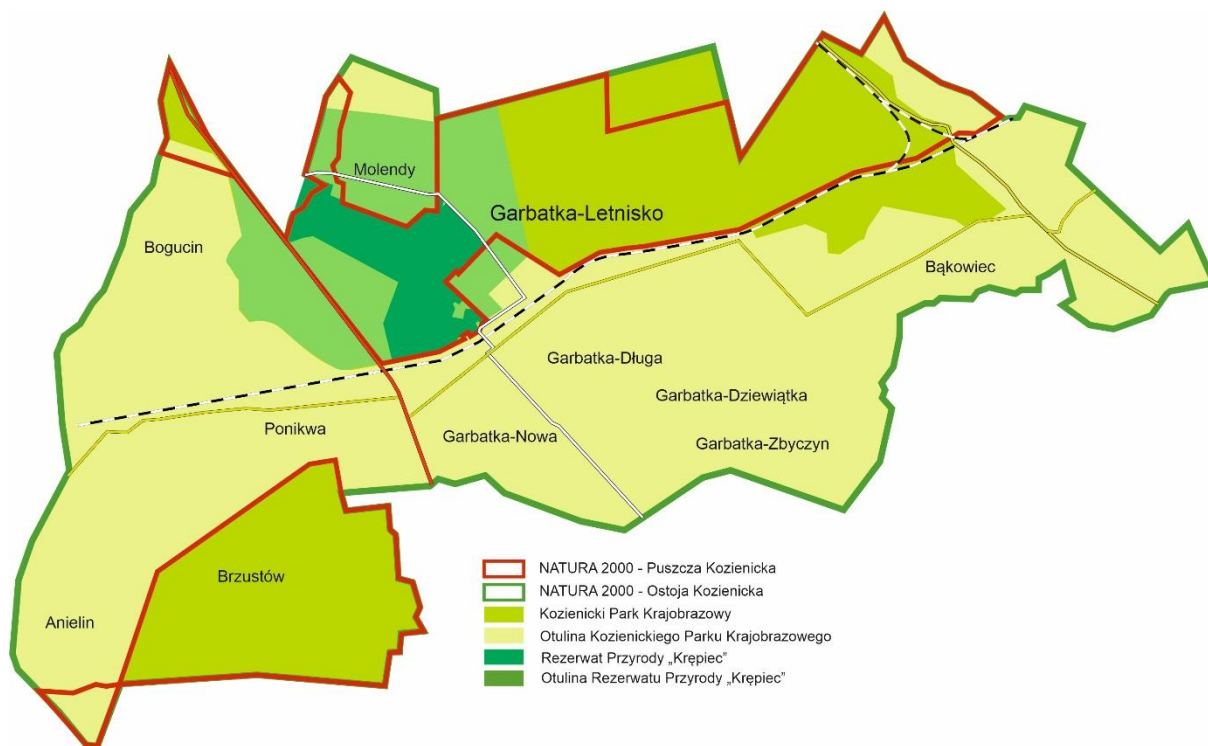 Molendy
Garbatka-Letnisko
Bogucin
Bąkowiec
Garbatka-Długa
Garbatka-Dziewiątka
Ponikwa
Garbatka-Nowa
Garbatka-Zbyczyn
Brzustów
Anielin
NATURA 2000 - Puszcza Kozienicka
NATURA 2000 - Ostoja Kozienicka
Kozienicki Park Krajobrazowy
Otulina Kozienickiego Parku Krajobrazowego
Rezerwat Przyrody „Krępiec”
Otulina Rezerwatu Przyrody „Krępiec”